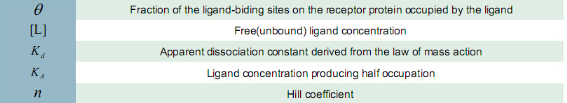 θ Fraction of the ligand-biding sites on the receptor protein occupied by the ligand
[L] Free(unbound) ligand concentration
K_d Apparent dissociation constant derived from the law of mass action
K_A Ligand concentration producing half occupation
n Hill coefficient